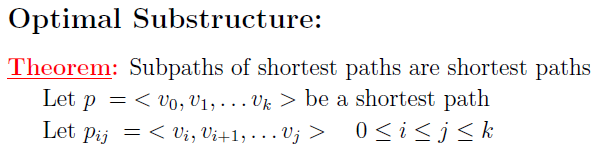 Optimal Substructure:
Theorem: Subpaths of shortest paths are shortest paths
Let p = < v₀, v₁, . . . vₖ > be a shortest path
Let pᵢⱼ = < vᵢ, vᵢ₊₁, . . . vⱼ > 0 ≤ i ≤ j ≤ k